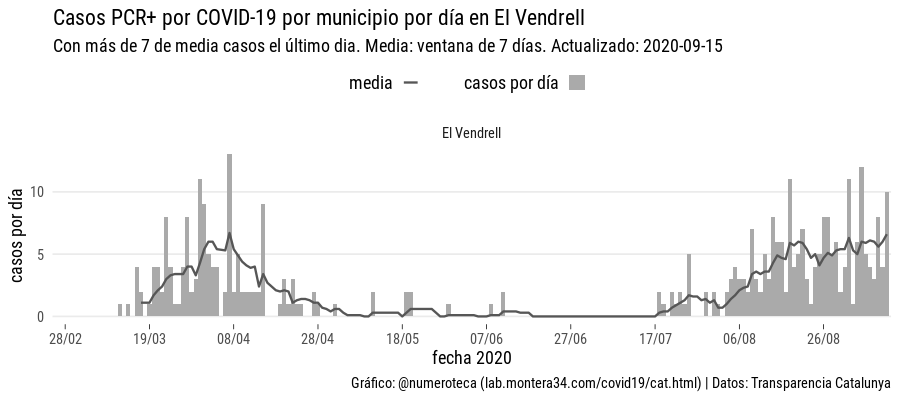 Casos PCR+ por COVID-19 por municipio por día en El Vendrell
Con más de 7 de media casos el último dia. Media: ventana de 7 días. Actualizado: 2020-09-15
media casos por día
El Vendrell
casos por día
10
5
0
28/02 19/03 08/04 28/04 18/05 07/06 27/06 17/07 06/08 26/08
fecha 2020
Gráfico: @numeroteca (lab.montera34.com/covid19/cat.html) | Datos: Transparencia Catalunya